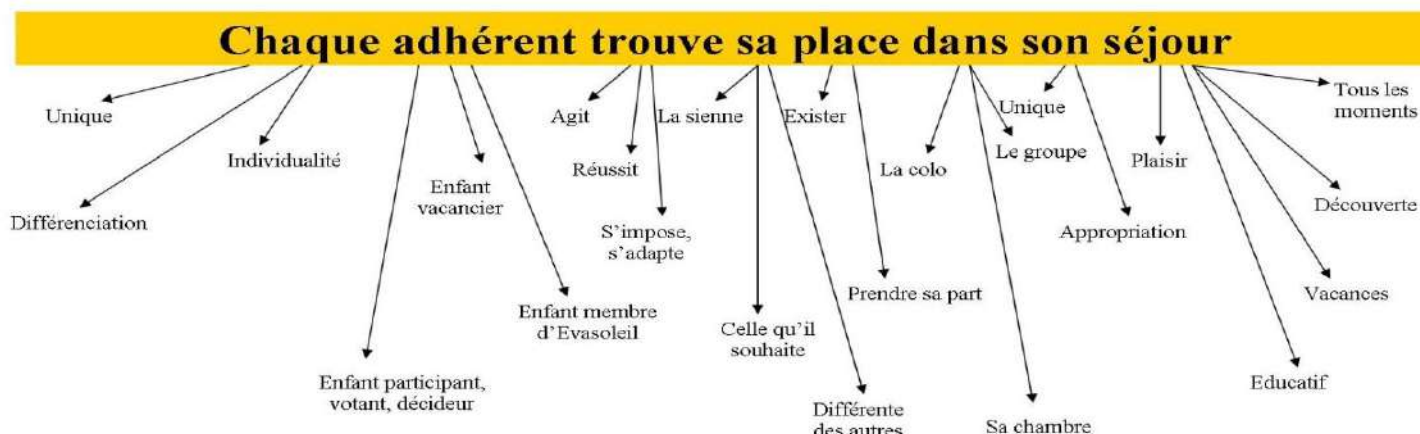 Chaque adhérent trouve sa place dans son séjour
Unique
Différenciation
Individualité
Enfant participant,
votant, décideur
Enfant
vacancier
Enfant membre
d'Evasoleil
Agit
Réussit
S'impose,
s'adapte
La sienne
Celle qu'il
souhaite
Différente
des autres
Exister
Prendre sa part
La colo
Sa chambre
Le groupe
Unique
Appropriation
Plaisir
Educatif
Vacances
Découverte
Tous les
moments